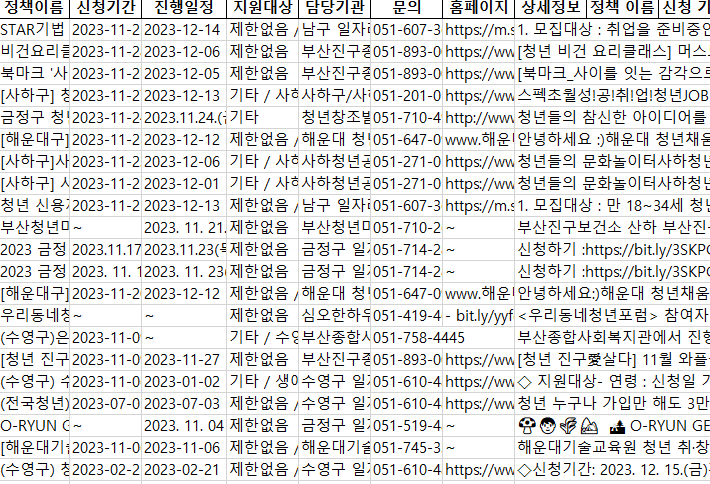 정책이름 신청기간 진행일정 지원대상 담당기관 문의 홈페이지 상세정보 정책 이름 신청 기
STAR기법 2023-11-2 2023-12-14 제한없음 / 남구 일자리 051-607-3 https://m.s 1. 모집대상 : 취업을 준비중인
비건요리클 2023-11-2 2023-12-06 제한없음 부산진구종 051-893-0 https://ww [청년 비건 요리클래스] 머스
북마크 '사 2023-11-2 2023-12-05 제한없음 부산진구종 051-893-0 https://ww [북마크_사이를 잇는 감각으로
[사하구] 청 2023-11-2 2023-12-13 기타 / 사하 사하구/사 051-201-0 https://ww 스펙초월성!공!취!업!청년JOB
금정구 청년 2023-11-2 2023.11.24.( 기타 청년창조발 051-710-4 http://ww 청년들의 참신한 아이디어를
[해운대구] 2023-11-2 2023-12-12 제한없음 / 해운대 청년 051-647-0 www.해운 안녕하세요 :)해운대 청년채움
[사하구]사 2023-11-2 2023-12-06 기타 / 사하 사하청년공 051-271-0 https://ww 청년들의 문화놀이터사하청년
[사하구] 사 2023-11-2 2023-12-01 기타 / 사하 사하청년공 051-271-0 https://ww 청년들의 문화놀이터사하청년
청년 신용 2023-11-2 2023-12-13 제한없음 / 남구 일자리 051-607-3 https://m.s 1. 모집대상 : 만 18~34세 청년
부산청년마 ~ 2023. 11. 21. 제한없음 부산청년마 051-710-2 ~ 부산진구보건소 산하 부산진구
2023 금정 2023.11.17 2023.11.23(목 제한없음 금정구 일자 051-714-2 ~ 신청하기 :https://bit.ly/3SKPC
2023 금정 2023. 11. 1 2023. 11. 23( 제한없음 금정구 일자 051-714-2 ~ 신청하기 :https://bit.ly/3SKPC
[해운대구] 2023-11-20 2023-12-12 제한없음 / 해운대 청년 051-647-0 www.해운 안녕하세요:)해운대 청년채움
우리동네청 ~ ~ 제한없음 / 심오한하우 051-419-4 - bit.ly/yyf <우리동네청년포럼> 참여자
(수영구)은 2023-11-0 ~ 기타 / 수영 부산종합사 051-758-4445 부산종합사회복지관에서 진행
[청년 진구 2023-11-0 2023-11-27 제한없음 부산진구종 051-893-0 https://ww [청년 진구愛살다] 11월 와플
(수영구) 수 2023-11-0 2023-01-02 기타 / 생애 수영구 일자 051-610-4 https://ww ◇ 지원대상- 연령 : 신청일 기
(전국청년) 2023-07-0 2023-07-03 제한없음 / 수영구 일자 051-610-4 https://ww 청년 누구나 가입만 해도 3만
O-RYUN GE ~ 2023. 11. 04 제한없음 금정구 일자 051-519-4 ~ O-RYUN GE
[해운대기술 2023-11-0 2023-11-06 제한없음 / 해운대기술 051-745-3 ~ 해운대기술교육원 청년 취·창
(수영구) 청 2023-02-2 2023-02-21 제한없음 / 수영구 일자 051-610-4 https://ww ◇신청기간: 2023. 12. 15.(금)